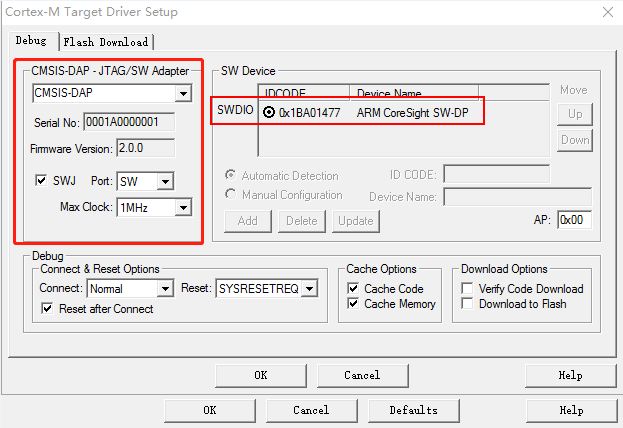 Cortex-M Target Driver Setup
Debug
Flash Download
CMSIS-DAP - JTAG/SW Adapter
CMSIS-DAP
Serial No: 0001A0000001
Firmware Version: 2.0.0
SWJ Port: SW
Max Clock: 1MHz
SW Device
IDCODE Device Name
SWDIO 0x1BA01477 ARM CoreSight SW-DP
Move
Up
Down
Automatic Detection
Manual Configuration
ID CODE:
Device Name:
Add Delete Update
AP: 0x00
Debug
Connect & Reset Options
Connect: Normal Reset: SYSRESETREQ
Reset after Connect
Cache Options
Cache Code
Cache Memory
Download Options
Verify Code Download
Download to Flash
OK Cancel Help
OK Cancel Defaults Help